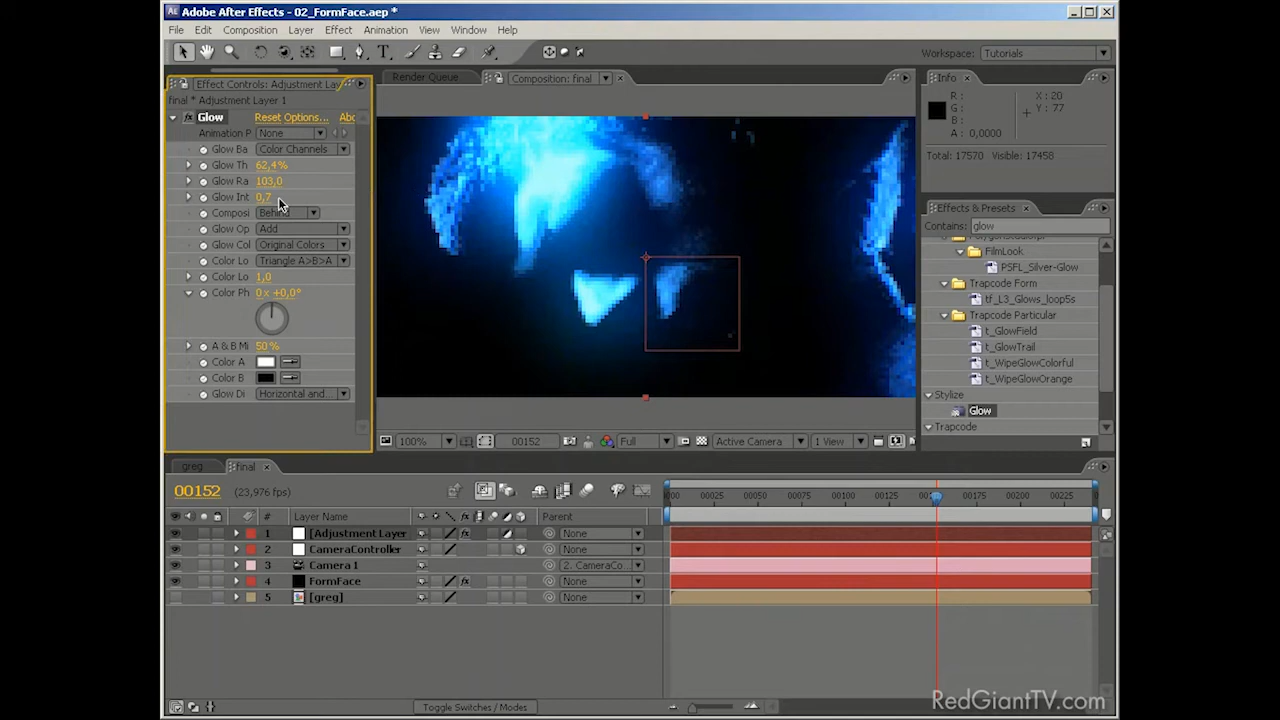 Adobe After Effects - 02_FormFace.aep *
File Edit Composition Layer Effect Animation View Window Help
Workspace: Tutorials
Effect Controls: Adjustment Lay
final * Adjustment Layer 1
Glow Reset Options... Abo
Animation P None
Glow Ba Color Channels
Glow Th 62,4%
Glow Ra 103,0
Glow Int 0,7
Composi Behind
Glow Op Add
Glow Col Original Colors
Color Lo Triangle A>B>A
Color Lo 1,0
Color Ph 0 x +0,0°
A & B Mi 50 %
Color A
Color B
Glow Di Horizontal and...
Render Queue
Composition: final
100% 00152 Full Active Camera 1 View
Info
R : X : 20
G : Y : 77
B :
A : 0,0000
Total: 17570 Visible: 17458
Effects & Presets
Contains: glow
FilmLook
PSFL_Silver-Glow
Trapcode Form
tf_L3_Glows_loop5s
Trapcode Particular
t_GlowField
t_GlowTrail
t_WipeGlowColorful
t_WipeGlowOrange
Stylize
Glow
Trapcode
greg final
00152 (23,976 fps)
00025 00050 00075 00100 00175 00200 00225
# Layer Name Parent
1 [Adjustment Layer None
2 CameraController None
3 Camera 1 2. CameraCo...
4 FormFace None
5 [greg] None
Toggle Switches / Modes
RedGiantTV.com